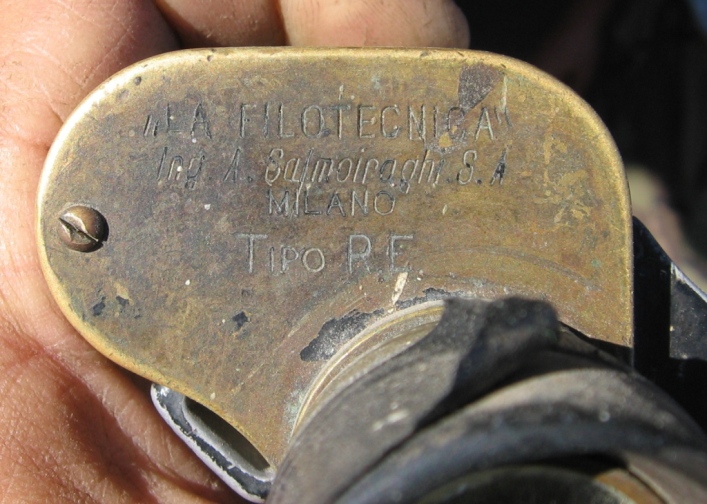 "LA FILOTECNICA"
Ing. A. Salmoiraghi S. A
MILANO
TIPO R.E.